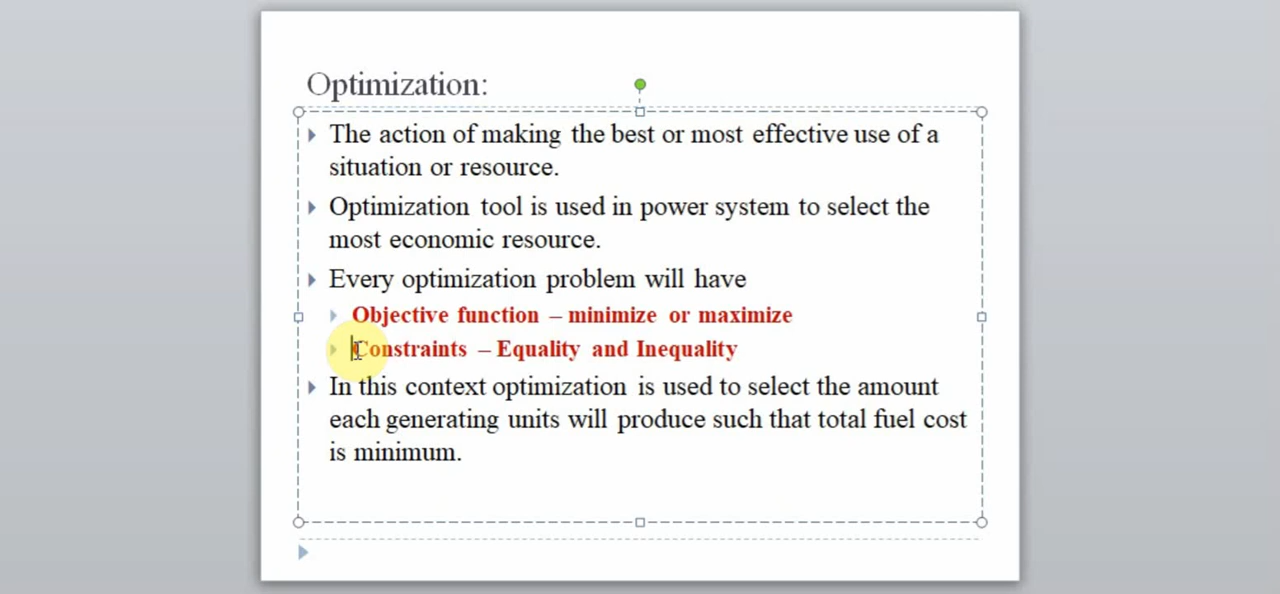 Optimization:
The action of making the best or most effective use of a
situation or resource.
Optimization tool is used in power system to select the
most economic resource.
Every optimization problem will have
Objective function – minimize or maximize
Constraints – Equality and Inequality
In this context optimization is used to select the amount
each generating units will produce such that total fuel cost
is minimum.